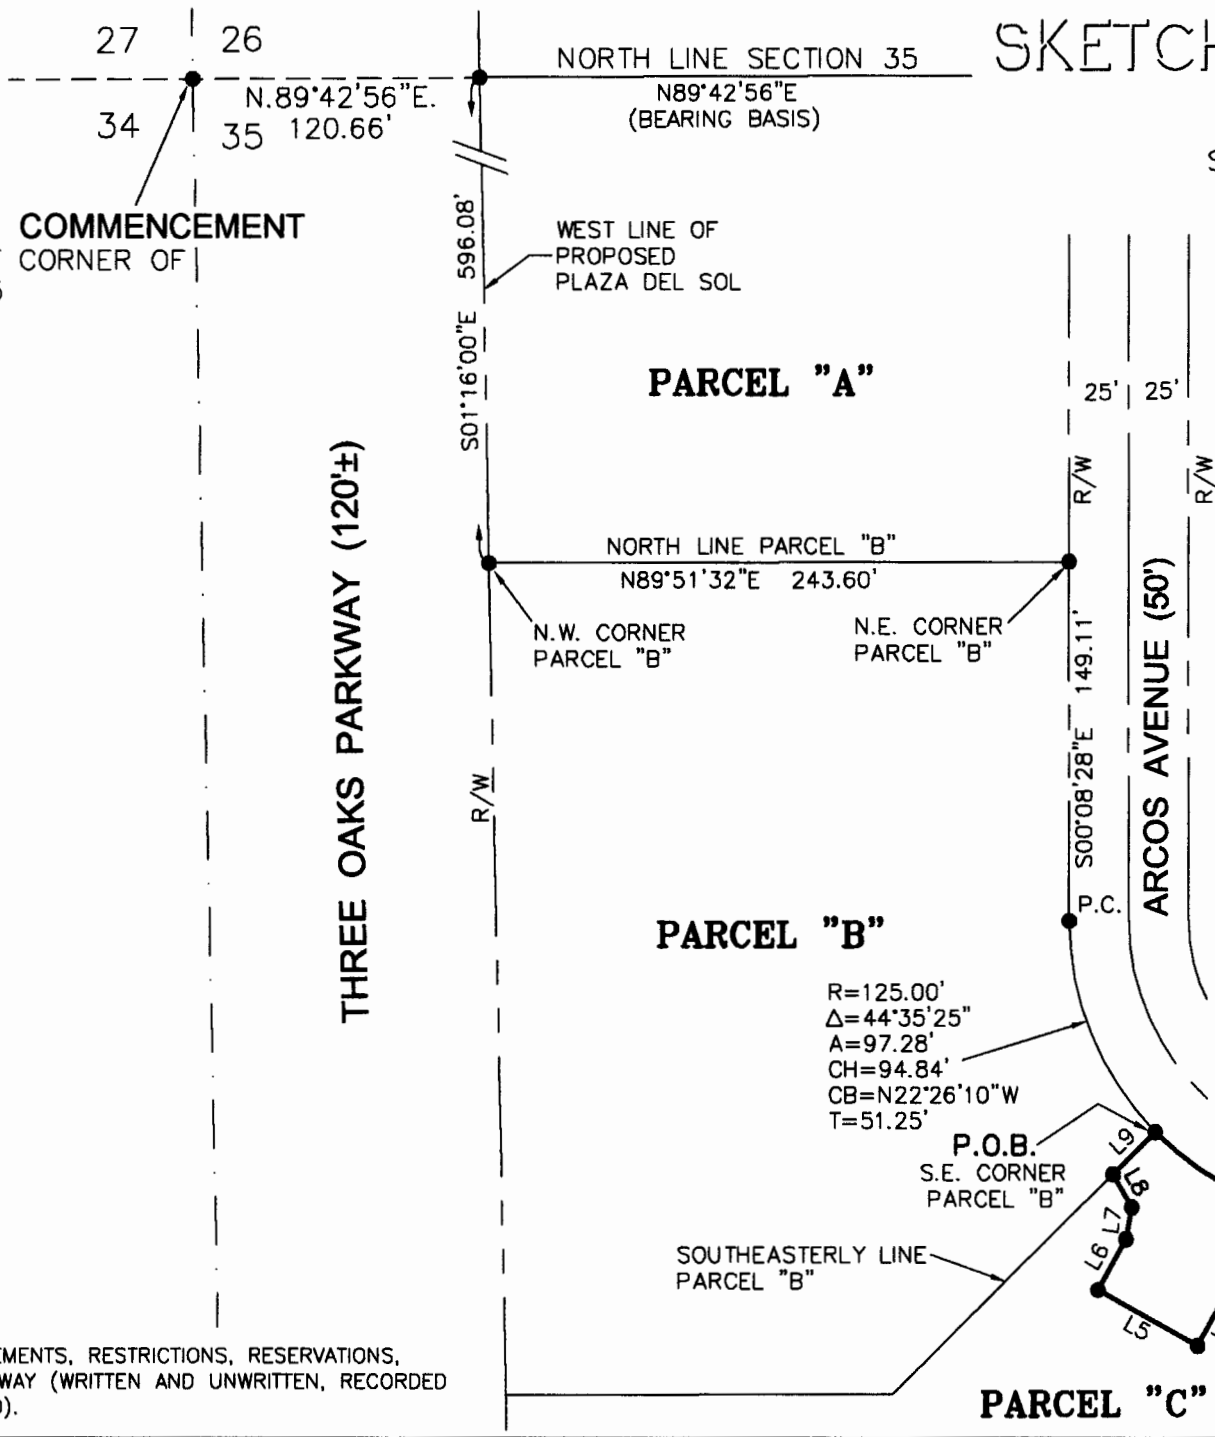 27
26
34
35
N.89°42'56"E.
120.66'
NORTH LINE SECTION 35
N89°42'56"E
(BEARING BASIS)
SKETCH
COMMENCEMENT
CORNER OF
S01°16'00"E 596.08'
WEST LINE OF
PROPOSED
PLAZA DEL SOL
PARCEL "A"
25'
25'
R/W
R/W
THREE OAKS PARKWAY (120'±)
NORTH LINE PARCEL "B"
N89°51'32"E 243.60'
N.W. CORNER
PARCEL "B"
N.E. CORNER
PARCEL "B"
S00°08'28"E 149.11'
ARCOS AVENUE (50')
R/W
P.C.
PARCEL "B"
R=125.00'
Δ=44°35'25"
A=97.28'
CH=94.84'
CB=N22°26'10"W
T=51.25'
P.O.B.
S.E. CORNER
PARCEL "B"
L9
L8
L7
L6
L5
SOUTHEASTERLY LINE
PARCEL "B"
EMENTS, RESTRICTIONS, RESERVATIONS,
WAY (WRITTEN AND UNWRITTEN, RECORDED
).
PARCEL "C"